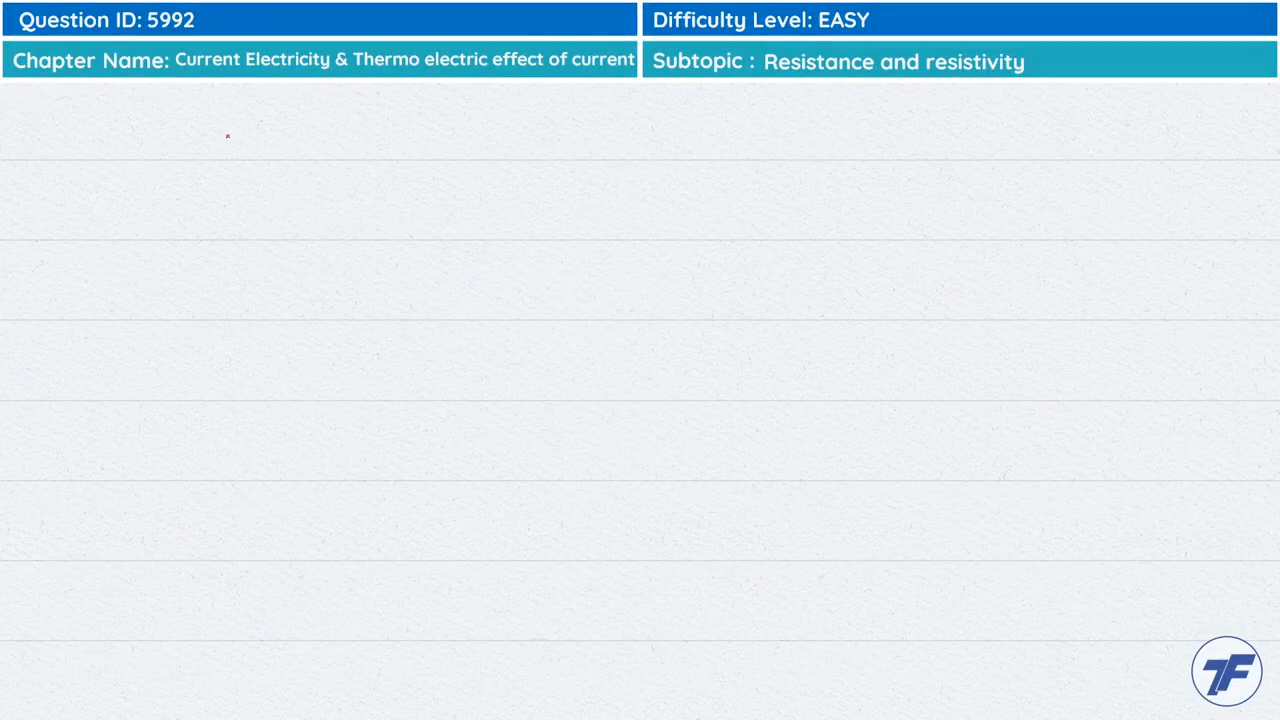 Question ID: 5992
Difficulty Level: EASY
Chapter Name: Current Electricity & Thermo electric effect of current
Subtopic : Resistance and resistivity
TF